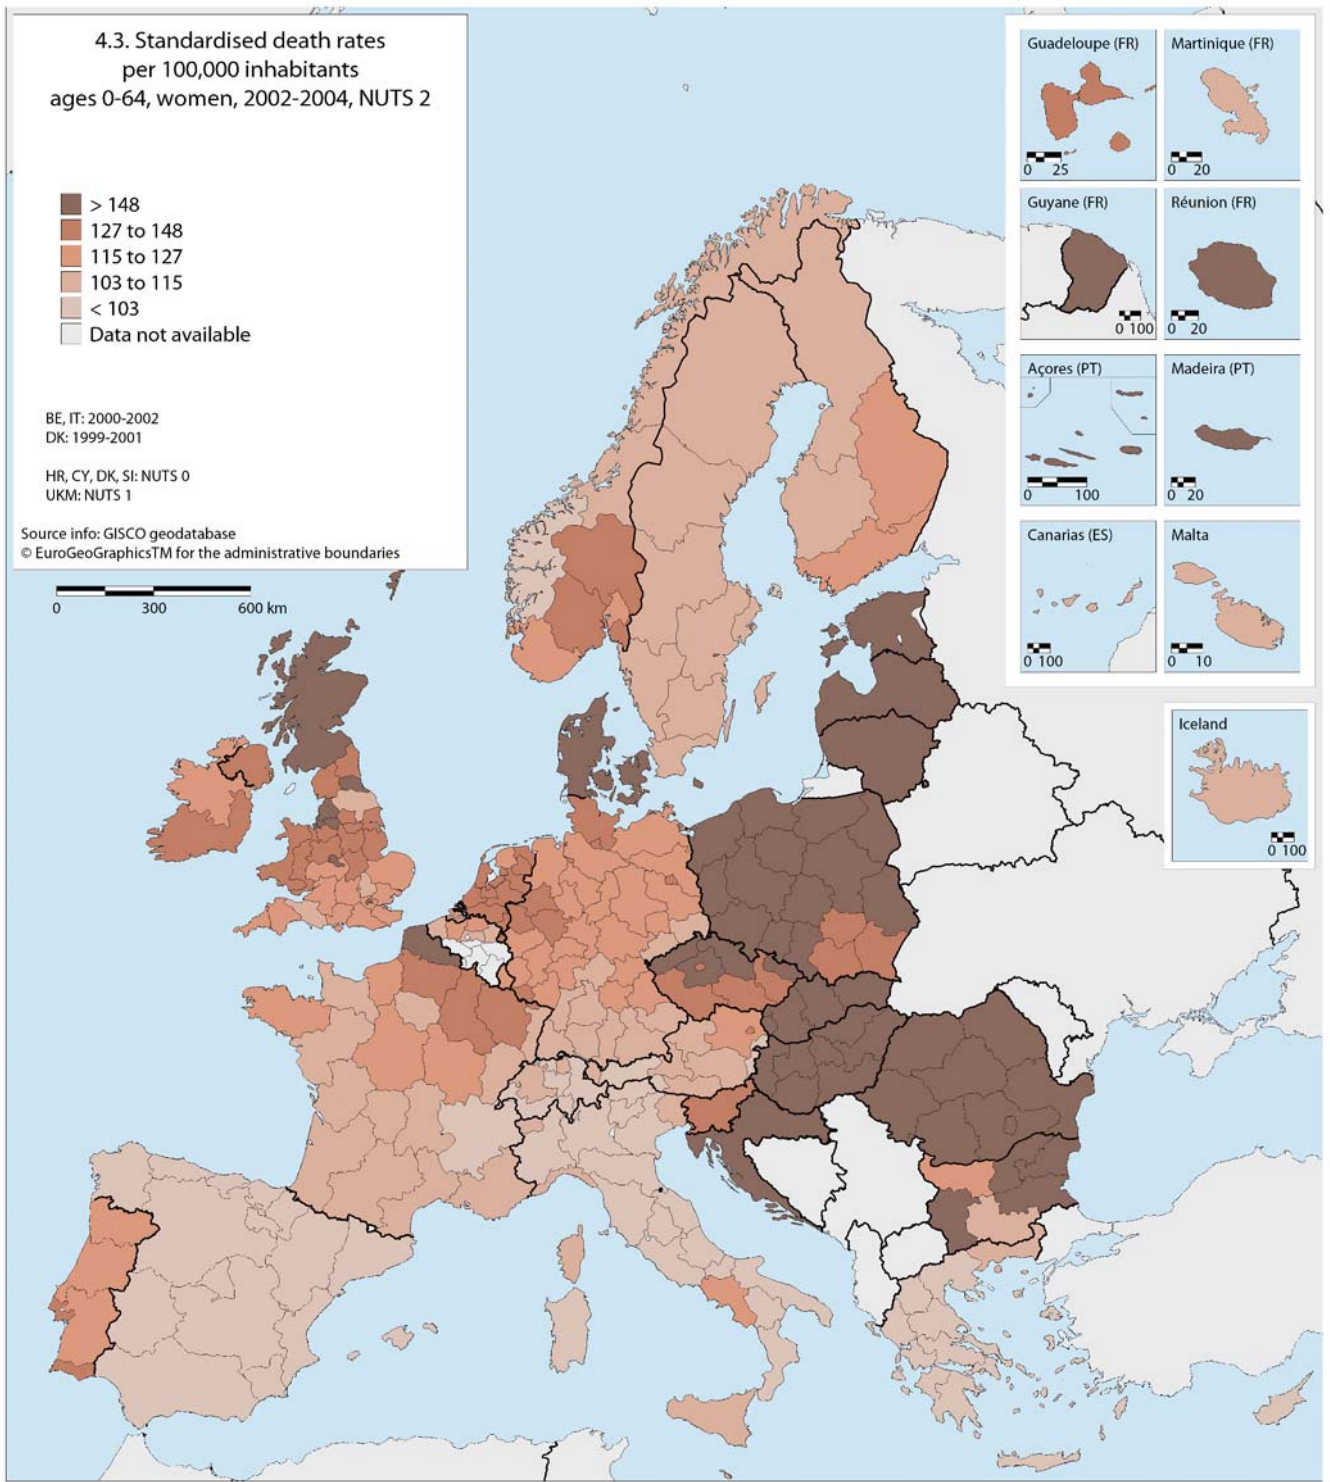 4.3. Standardised death rates
per 100,000 inhabitants
ages 0-64, women, 2002-2004, NUTS 2
> 148
127 to 148
115 to 127
103 to 115
< 103
Data not available
BE, IT: 2000-2002
DK: 1999-2001
HR, CY, DK, SI: NUTS 0
UKM: NUTS 1
Source info: GISCO geodatabase
© EuroGeoGraphicsTM for the administrative boundaries
0 300 600 km
Guadeloupe (FR)
0 25
Martinique (FR)
0 20
Guyane (FR)
0 100
Réunion (FR)
0 20
Açores (PT)
0 100
Madeira (PT)
0 20
Canarias (ES)
0 100
Malta
0 10
Iceland
0 100